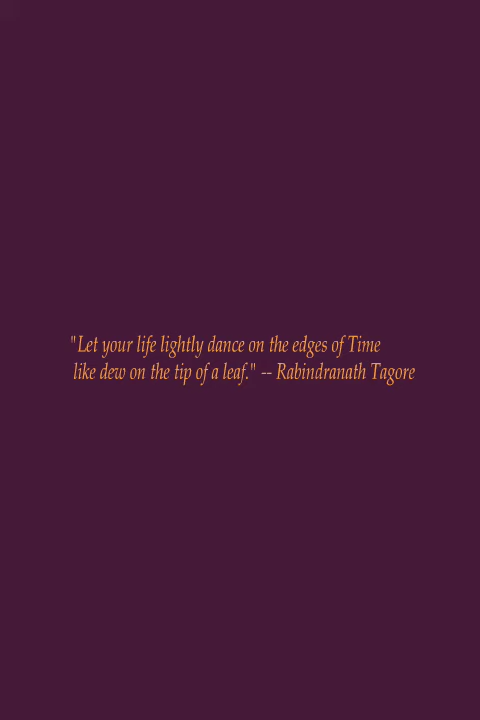 "Let your life lightly dance on the edges of Time
like dew on the tip of a leaf." -- Rabindranath Tagore